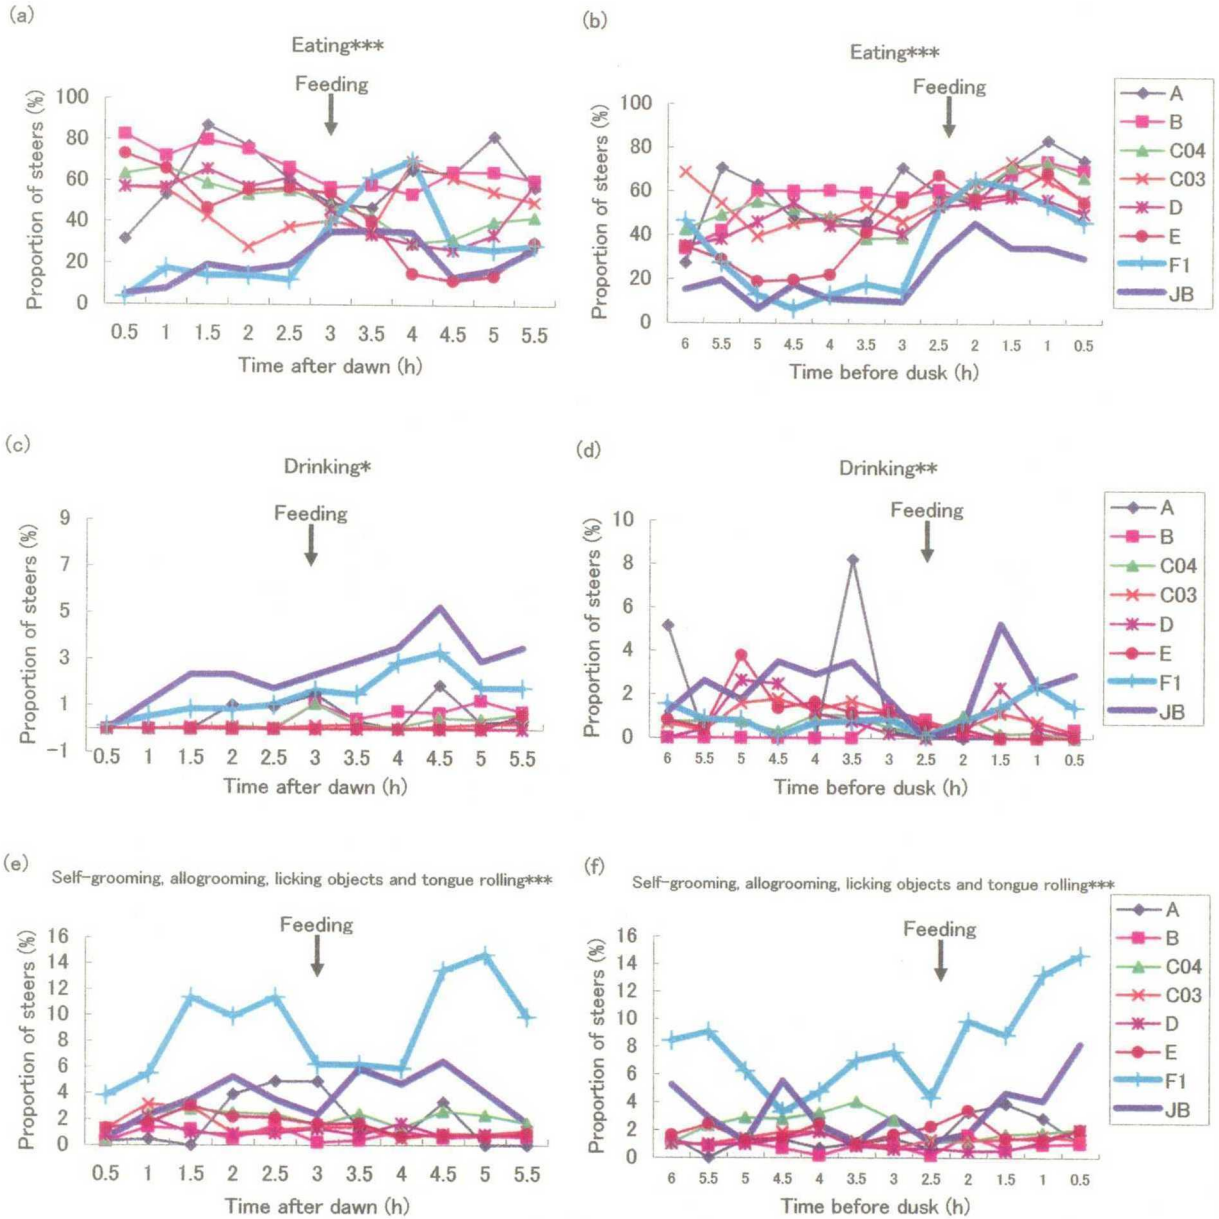 (a)
Eating***
Feeding
Proportion of steers (%)
100
80
60
40
20
0
0.5 1 1.5 2 2.5 3 3.5 4 4.5 5 5.5
Time after dawn (h)
(b)
Eating***
Feeding
Proportion of steers (%)
100
80
60
40
20
0
6 5.5 5 4.5 4 3.5 3 2.5 2 1.5 1 0.5
Time before dusk (h)
A
B
C04
C03
D
E
F1
JB
(c)
Drinking*
Feeding
Proportion of steers (%)
9
7
5
3
1
-1
0.5 1 1.5 2 2.5 3 3.5 4 4.5 5 5.5
Time after dawn (h)
(d)
Drinking**
Feeding
Proportion of steers (%)
10
8
6
4
2
0
6 5.5 5 4.5 4 3.5 3 2.5 2 1.5 1 0.5
Time before dusk (h)
A
B
C04
C03
D
E
F1
JB
(e)
Self-grooming, allogrooming, licking objects and tongue rolling***
Feeding
Proportion of steers (%)
16
14
12
10
8
6
4
2
0
0.5 1 1.5 2 2.5 3 3.5 4 4.5 5 5.5
Time after dawn (h)
(f)
Self-grooming, allogrooming, licking objects and tongue rolling***
Feeding
Proportion of steers (%)
16
14
12
10
8
6
4
2
0
6 5.5 5 4.5 4 3.5 3 2.5 2 1.5 1 0.5
Time before dusk (h)
A
B
C04
C03
D
E
F1
JB